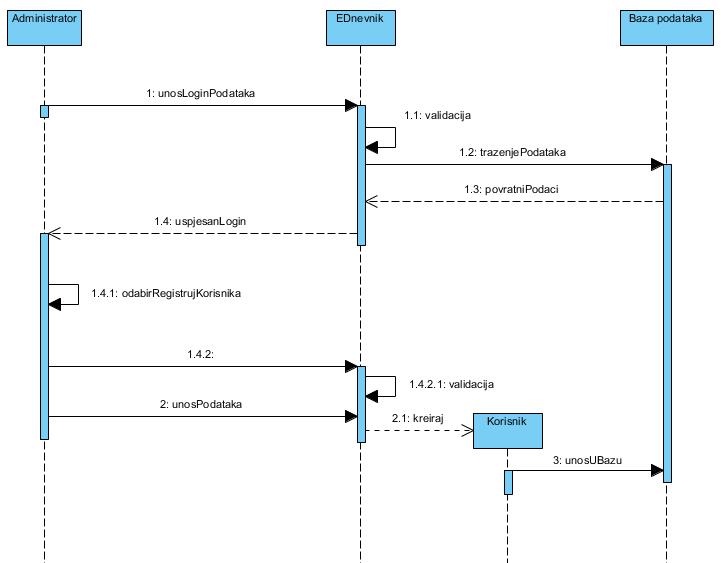 Administrator
EDnevnik
Baza podataka
1: unosLoginPodataka
1.1: validacija
1.2: trazenjePodataka
1.3: povratniPodaci
1.4: uspjesanLogin
1.4.1: odabirRegistrujKorisnika
1.4.2:
1.4.2.1: validacija
2: unosPodataka
2.1: kreiraj
Korisnik
3: unosUBazu